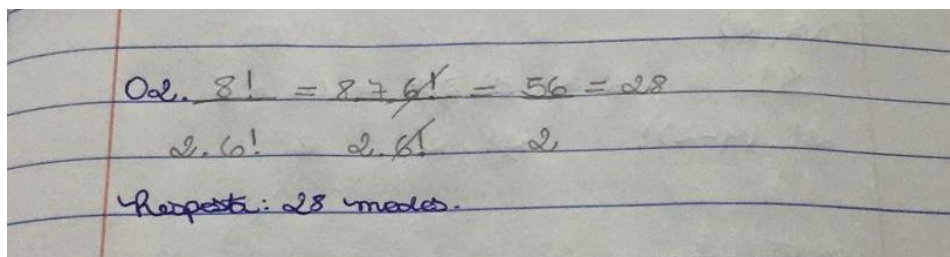 02. 8! = 8 7 6! = 56 = 28
2.6! 2.6! 2
Resposta: 28 modos.